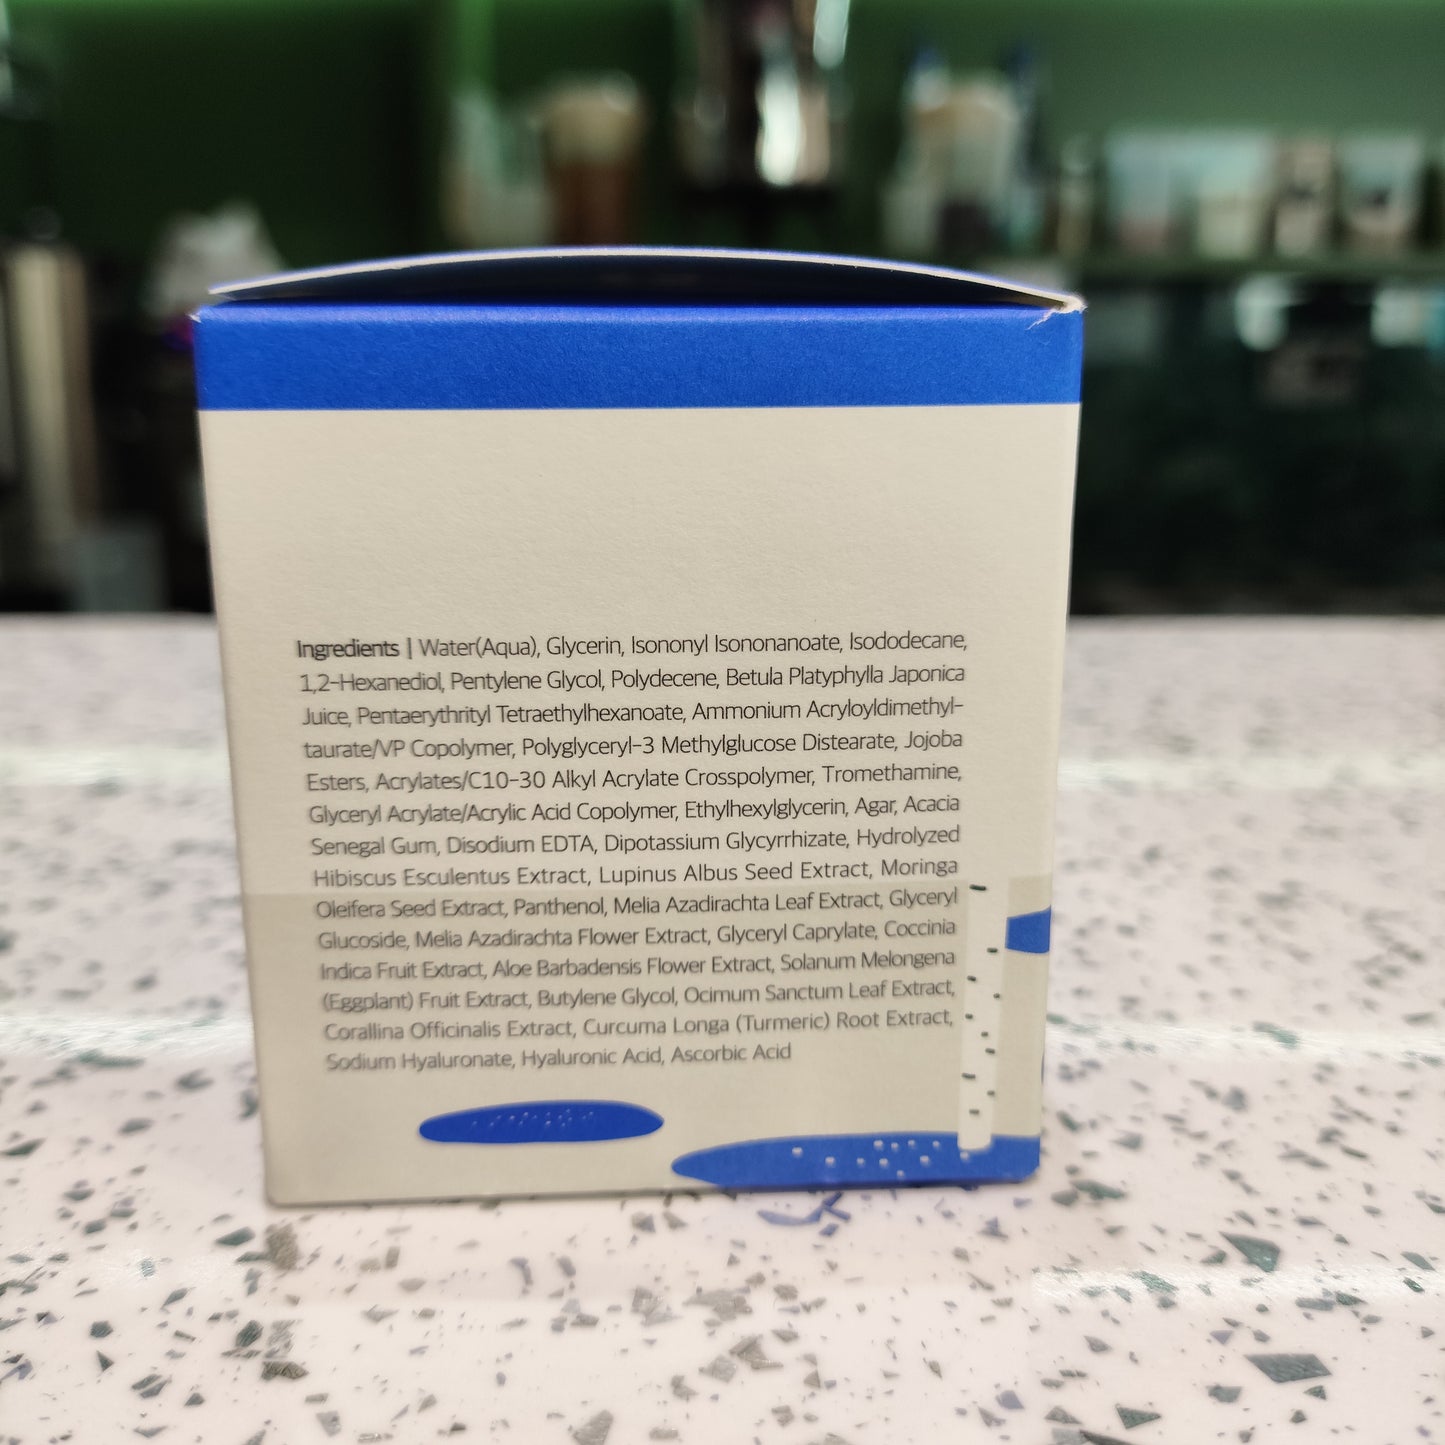 Ingredients | Water(Aqua), Glycerin, Isononyl Isononanoate, Isododecane,
1,2-Hexanediol, Pentylene Glycol, Polydecene, Betula Platyphylla Japonica
Juice, Pentaerythrityl Tetraethylhexanoate, Ammonium Acryloyldimethyl-
taurate/VP Copolymer, Polyglyceryl-3 Methylglucose Distearate, Jojoba
Esters, Acrylates/C10-30 Alkyl Acrylate Crosspolymer, Tromethamine,
Glyceryl Acrylate/Acrylic Acid Copolymer, Ethylhexylglycerin, Agar, Acacia
Senegal Gum, Disodium EDTA, Dipotassium Glycyrrhizate, Hydrolyzed
Hibiscus Esculentus Extract, Lupinus Albus Seed Extract, Moringa
Oleifera Seed Extract, Panthenol, Melia Azadirachta Leaf Extract, Glyceryl
Glucoside, Melia Azadirachta Flower Extract, Glyceryl Caprylate, Coccinia
Indica Fruit Extract, Aloe Barbadensis Flower Extract, Solanum Melongena
(Eggplant) Fruit Extract, Butylene Glycol, Ocimum Sanctum Leaf Extract,
Corallina Officinalis Extract, Curcuma Longa (Turmeric) Root Extract,
Sodium Hyaluronate, Hyaluronic Acid, Ascorbic Acid